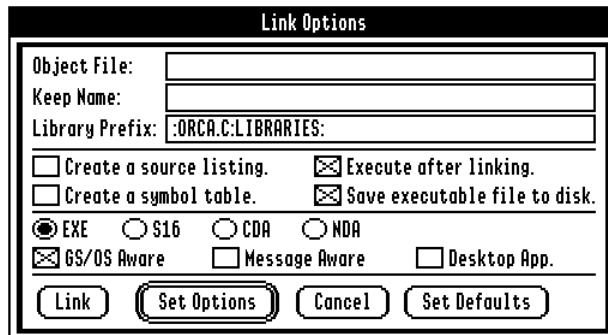 Link Options
Object File:
Keep Name:
Library Prefix: :ORCA.C:LIBRARIES:
Create a source listing. Execute after linking.
Create a symbol table. Save executable file to disk.
EXE S16 CDA NDA
GS/OS Aware Message Aware Desktop App.
Link Set Options Cancel Set Defaults